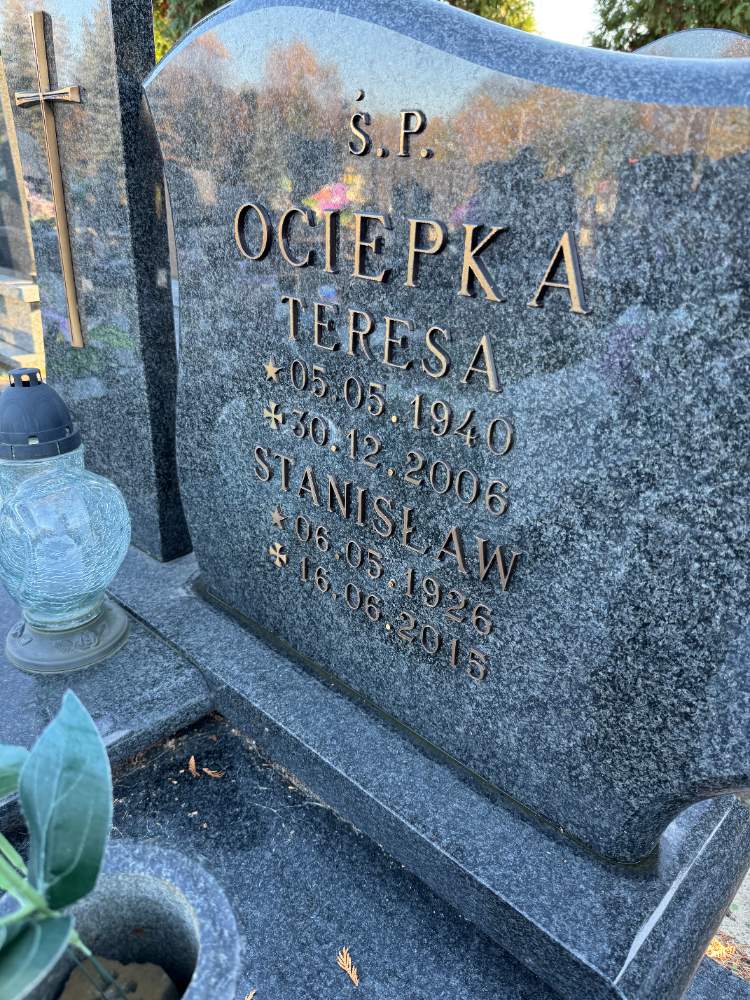 Ś.P.
OCIEPKA
TERESA
★05.05.1940
✠30.12.2006
STANISŁAW
★06.05.1926
✠16.06.2015